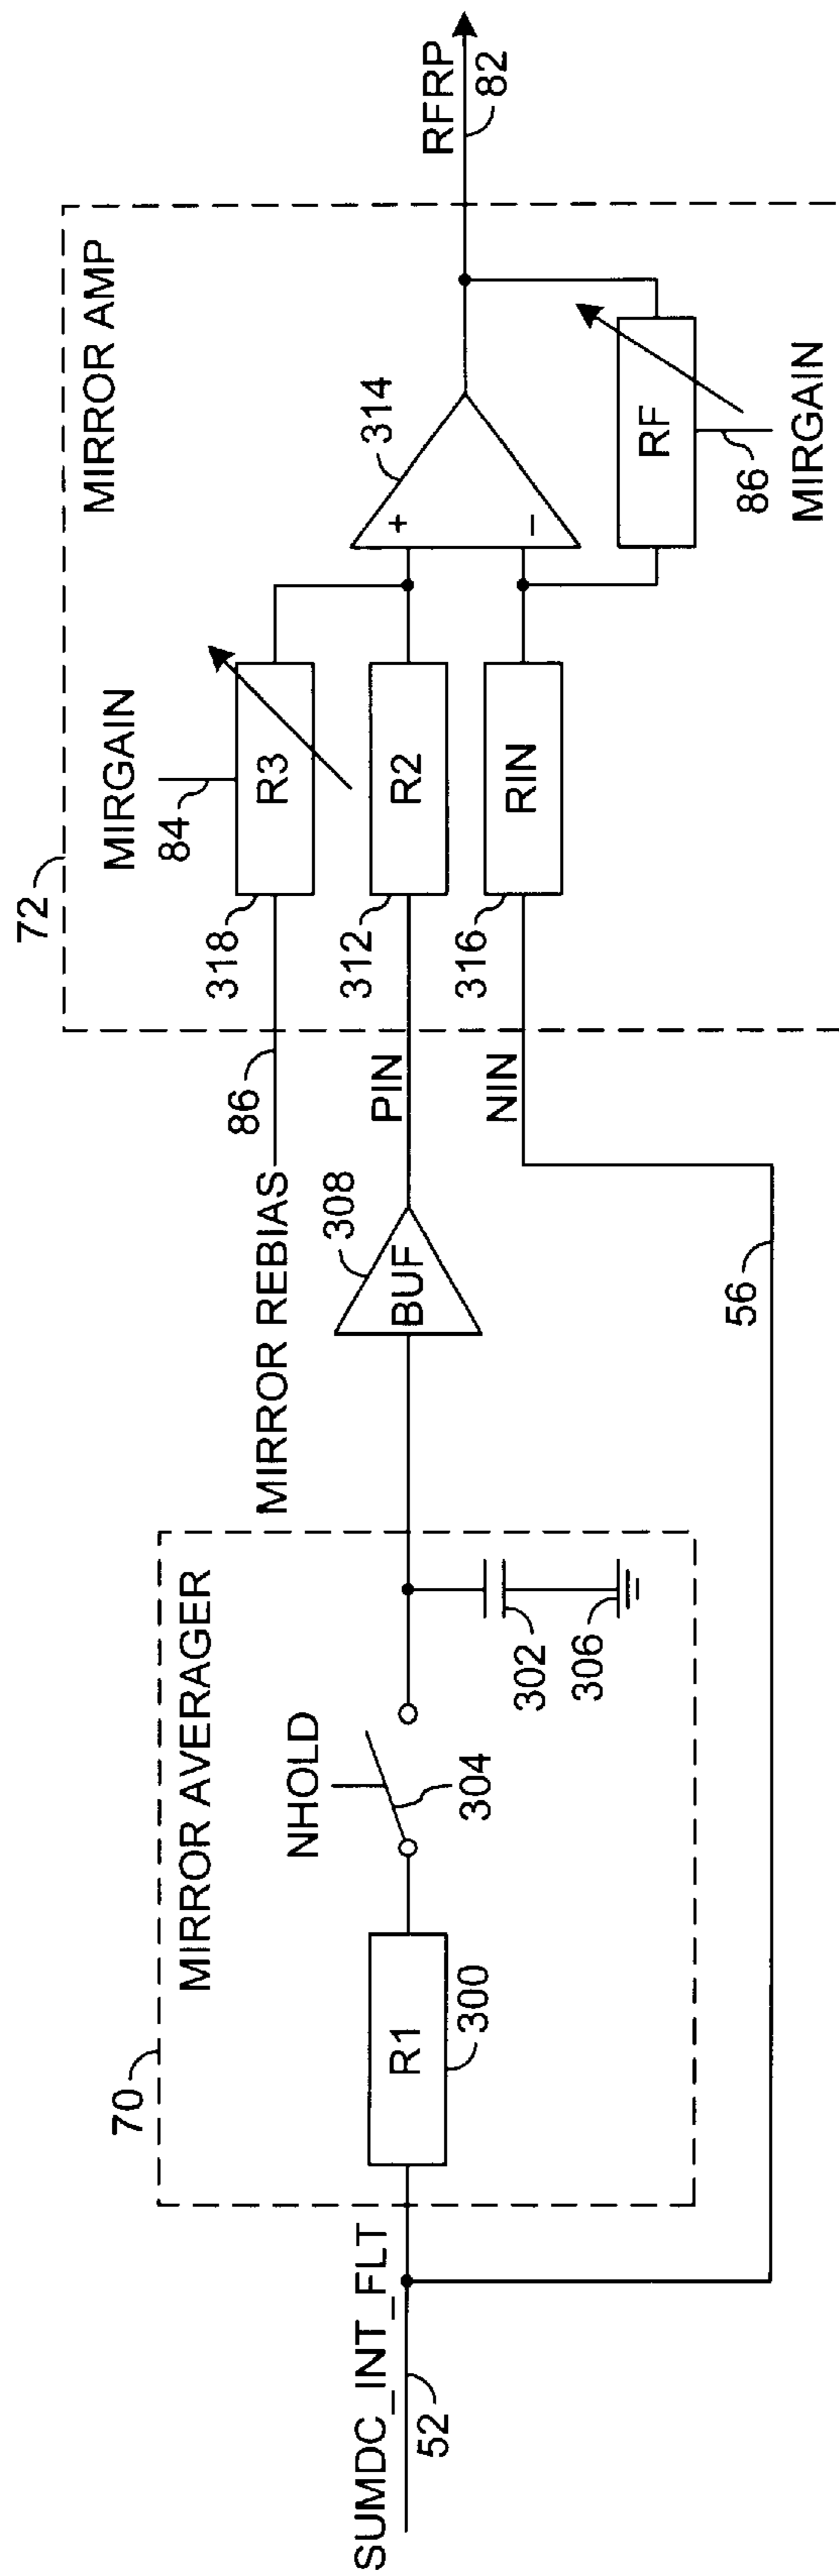 SUMDC_INT_FLT
52
70
MIRROR AVERAGER
R1
300
NHOLD
304
302
306
BUF
308
MIRROR REBIAS
86
PIN
NIN
56
72
MIRROR AMP
MIRGAIN
84
318
R3
312
R2
316
RIN
+
–
314
RF
86
MIRGAIN
RFRP
82